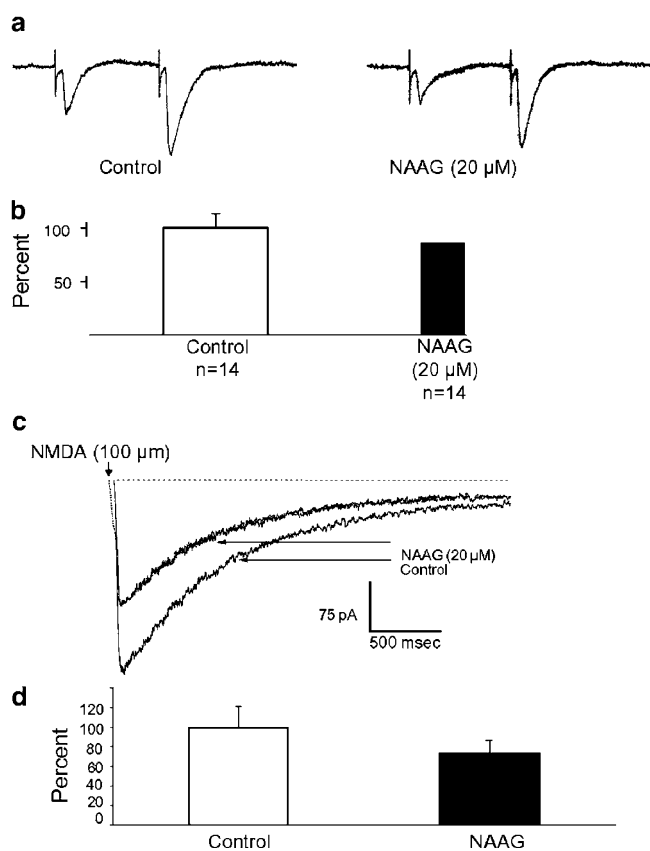 a
Control
NAAG (20 µM)
b
Percent
100
50
Control
n=14
NAAG
(20 µM)
n=14
c
NMDA (100 µm)
NAAG (20 µM)
Control
75 pA
500 msec
d
Percent
120
100
80
60
40
20
0
Control
NAAG